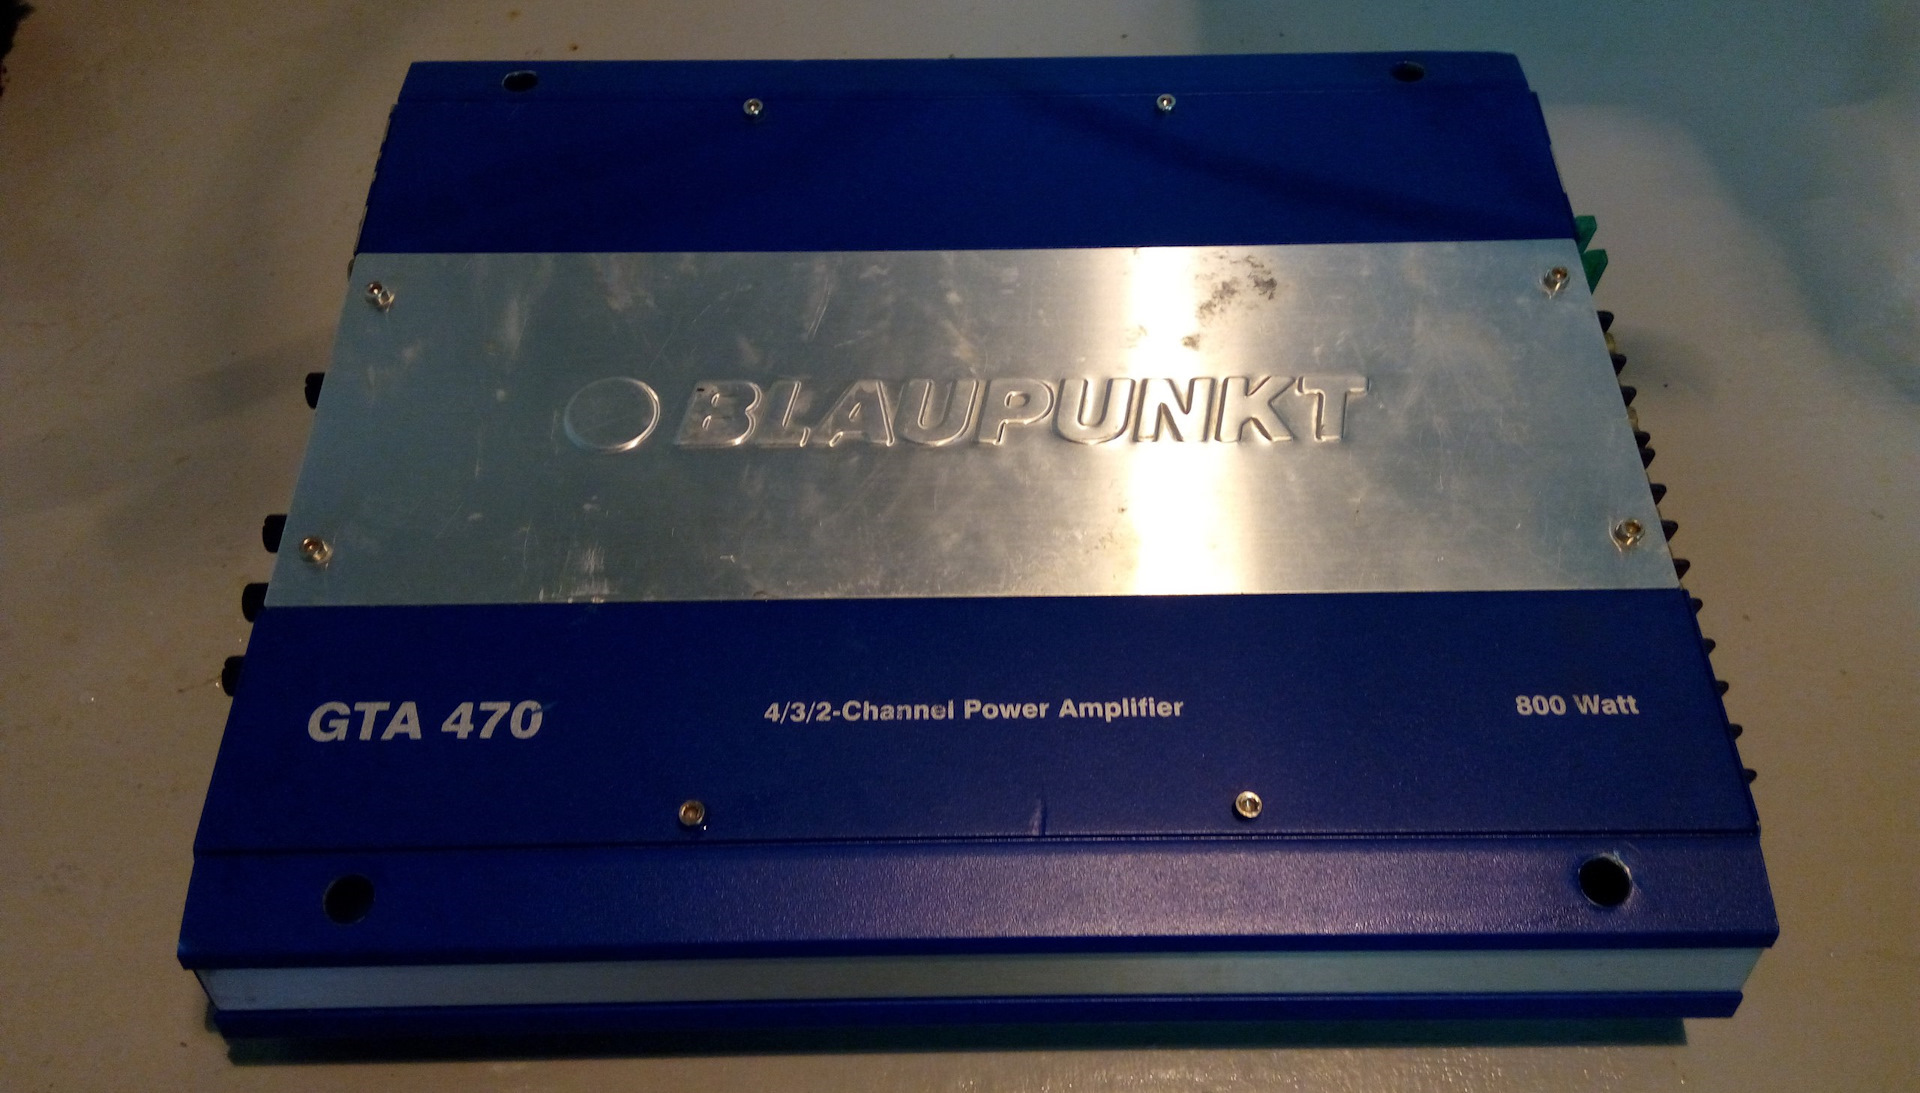 BLAUPUNKT
GTA 470 4/3/2-Channel Power Amplifier 800 Watt